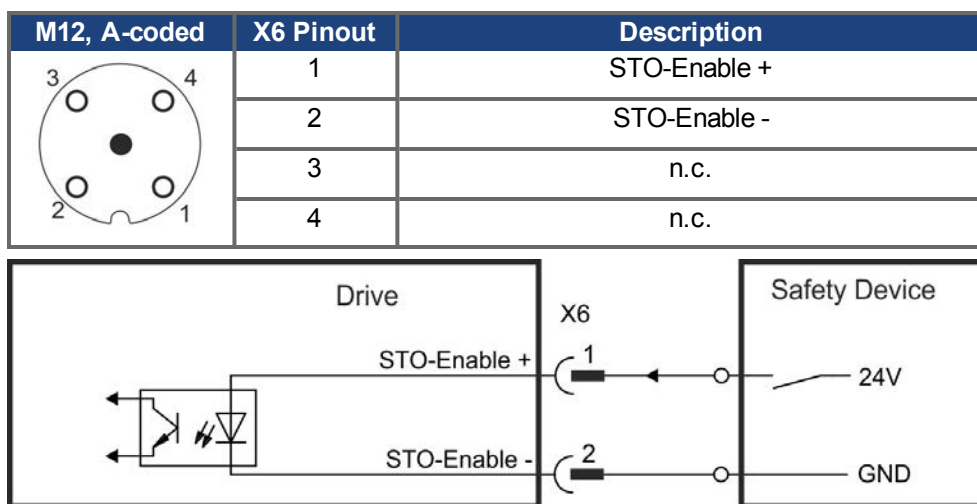 M12, A-coded X6 Pinout Description
3 4
2 1
1 STO-Enable +
2 STO-Enable -
3 n.c.
4 n.c.
Drive X6 Safety Device
STO-Enable + 1 24V
STO-Enable - 2 GND